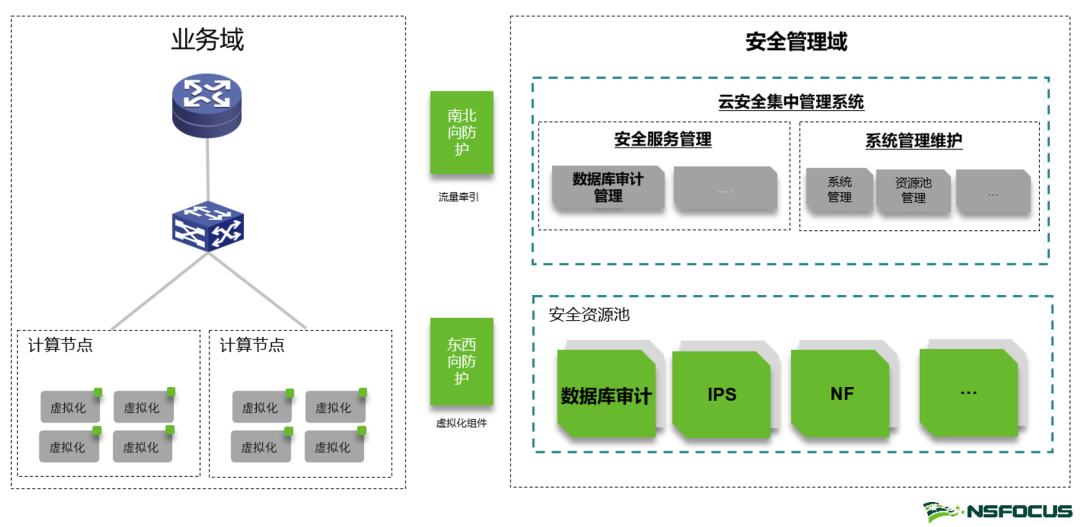 业务域
计算节点
虚拟化
虚拟化
虚拟化
虚拟化
计算节点
虚拟化
虚拟化
虚拟化
虚拟化
南北
向防
护
流量牵引
东西
向防
护
虚拟化组件
安全管理域
云安全集中管理系统
安全服务管理
数据库审计
管理
....
系统管理维护
系统
管理
资源池
管理
...
安全资源池
数据库审计
IPS
NF
...
NSFOCUS